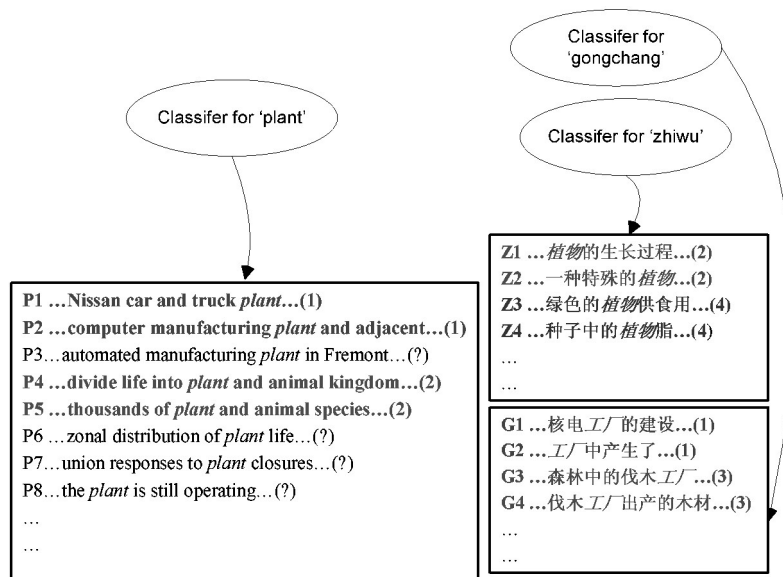 Classifer for
‘gongchang’
Classifer for ‘plant’
Classifer for ‘zhiwu’
P1 …Nissan car and truck plant…(1)
P2 …computer manufacturing plant and adjacent…(1)
P3…automated manufacturing plant in Fremont…(?)
P4 …divide life into plant and animal kingdom…(2)
P5 …thousands of plant and animal species…(2)
P6 …zonal distribution of plant life…(?)
P7…union responses to plant closures…(?)
P8…the plant is still operating…(?)
…
…
Z1 …植物的生长过程…(2)
Z2 …一种特殊的植物…(2)
Z3 …绿色的植物供食用…(4)
Z4 …种子中的植物脂…(4)
…
…
G1 …核电工厂的建设…(1)
G2 …工厂中产生了…(1)
G3 …森林中的伐木工厂…(3)
G4 …伐木工厂出产的木材…(3)
…
…